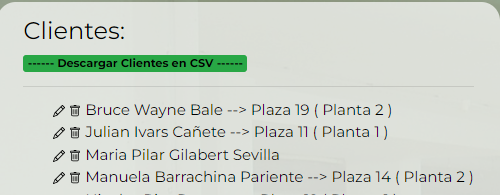 Clientes:
------ Descargar Clientes en CSV ------
Bruce Wayne Bale --> Plaza 19 ( Planta 2 )
Julian Ivars Cañete --> Plaza 11 ( Planta 1 )
Maria Pilar Gilabert Sevilla
Manuela Barrachina Pariente --> Plaza 14 ( Planta 2 )